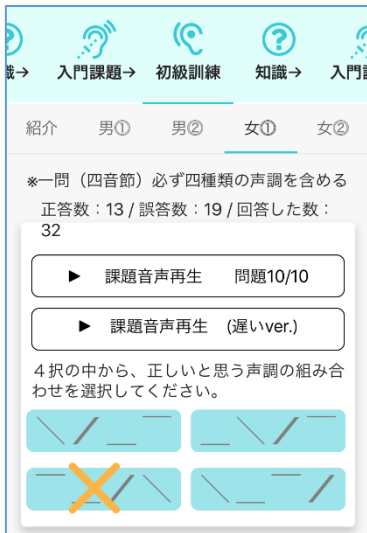 識→ 入門課題→ 初級訓練 知識→ 入門
紹介 男① 男② 女① 女②
※一問（四音節）必ず四種類の声調を含める
正答数：13 / 誤答数：19 / 回答した数：
32
▶ 課題音声再生 問題10/10
▶ 課題音声再生 (遅いver.)
４択の中から、正しいと思う声調の組み合
わせを選択してください。